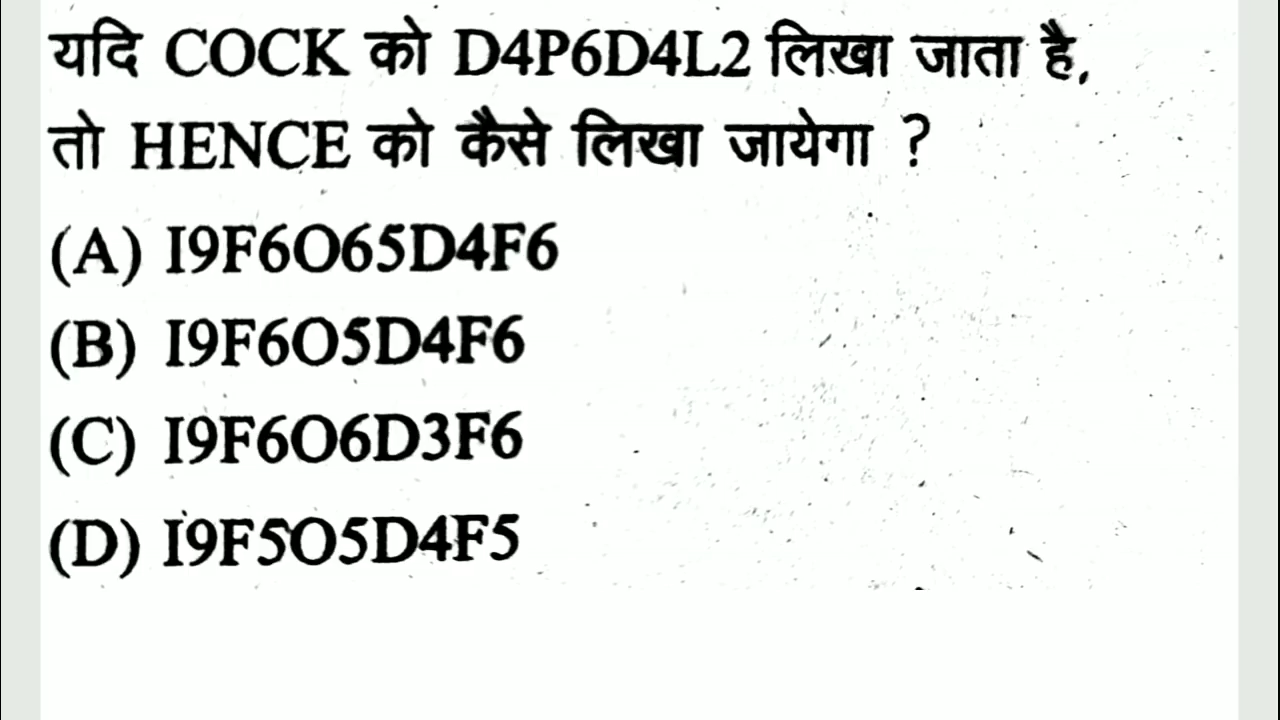 यदि COCK को D4P6D4L2 लिखा जाता है,
तो HENCE को कैसे लिखा जायेगा ?
(A) I9F6O65D4F6
(B) I9F6O5D4F6
(C) I9F6O6D3F6
(D) I9F5O5D4F5